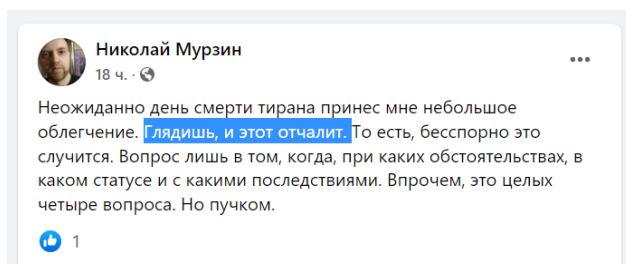 Николай Мурзин
18 ч. ·
Неожиданно день смерти тирана принес мне небольшое
облегчение. Глядишь, и этот отчалит. То есть, бесспорно это
случится. Вопрос лишь в том, когда, при каких обстоятельствах, в
каком статусе и с какими последствиями. Впрочем, это целых
четыре вопроса. Но пучком.
1